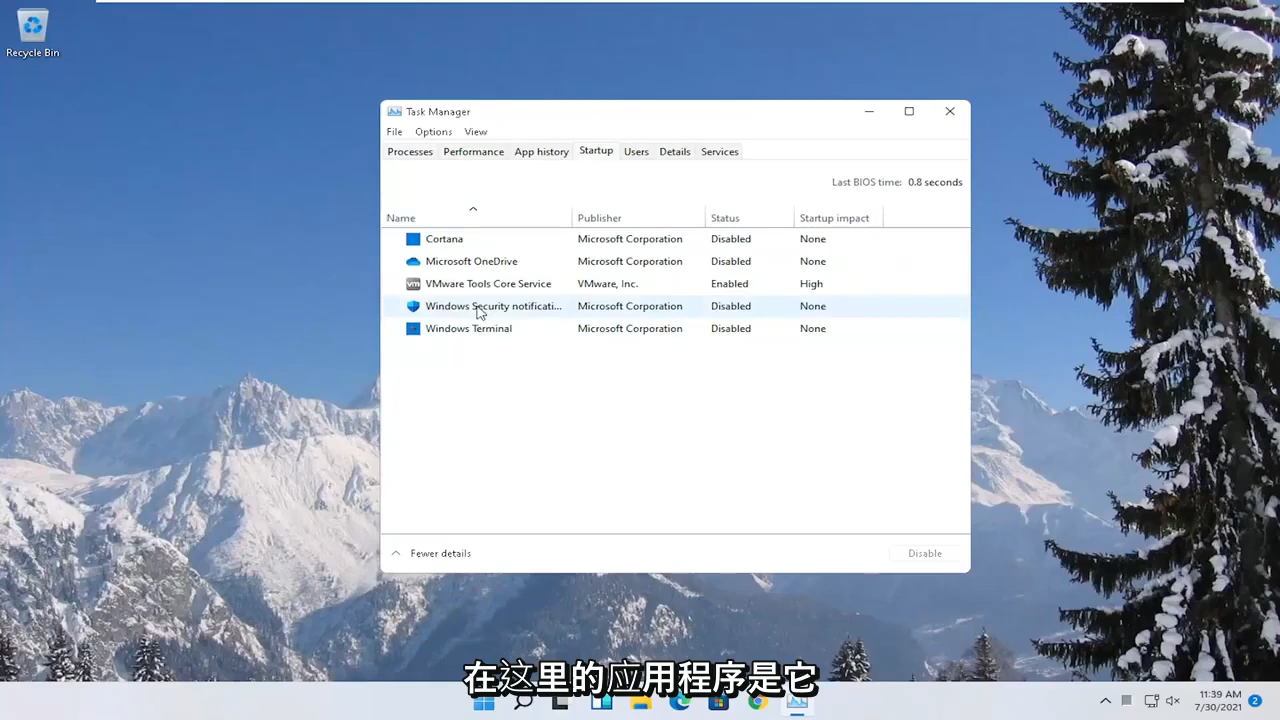 Recycle Bin
Task Manager
File Options View
Processes Performance App history Startup Users Details Services
Last BIOS time: 0.8 seconds
Name Publisher Status Startup impact
Cortana Microsoft Corporation Disabled None
Microsoft OneDrive Microsoft Corporation Disabled None
vm VMware Tools Core Service VMware, Inc. Enabled High
Windows Security notificati... Microsoft Corporation Disabled None
Windows Terminal Microsoft Corporation Disabled None
Fewer details Disable
在这里的应用程序是它
11:39 AM
7/30/2021
2